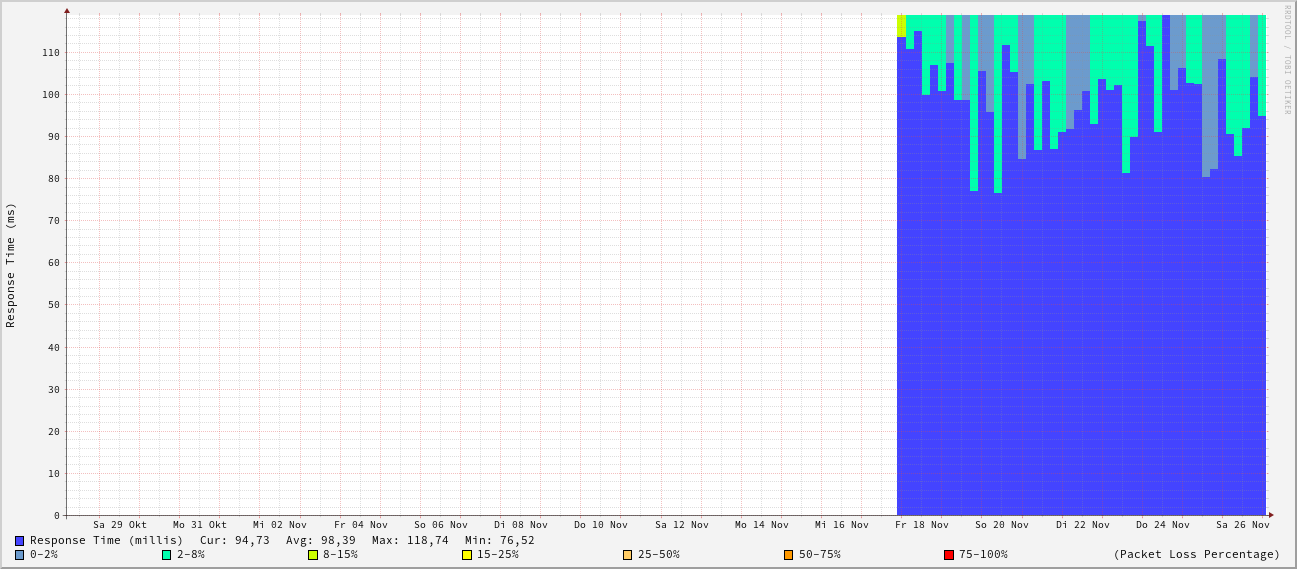 RRDTOOL / TOBI OETIKER
Response Time (ms)
110
100
90
80
70
60
50
40
30
20
10
0
Sa 29 Okt Mo 31 Okt Mi 02 Nov Fr 04 Nov So 06 Nov Di 08 Nov Do 10 Nov Sa 12 Nov Mo 14 Nov Mi 16 Nov Fr 18 Nov So 20 Nov Di 22 Nov Do 24 Nov Sa 26 Nov
Response Time (millis) Cur: 94,73 Avg: 98,39 Max: 118,74 Min: 76,52
0-2% 2-8% 8-15% 15-25% 25-50% 50-75% 75-100% (Packet Loss Percentage)